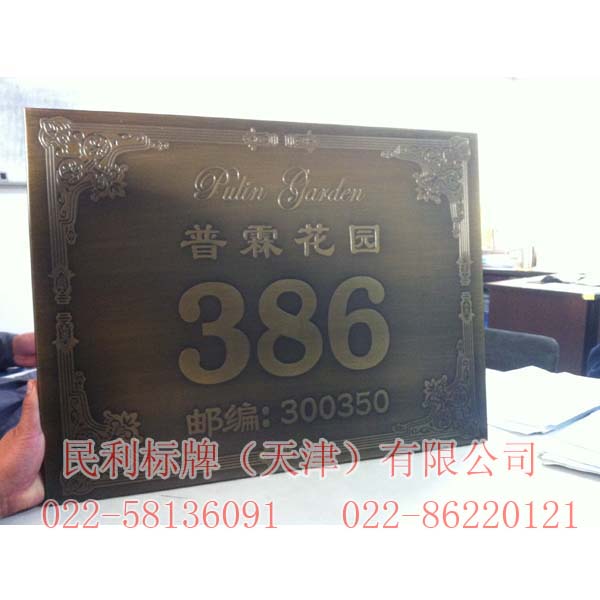 Pulin Garden
普霖花园
386
邮编: 300350
民利标牌（天津）有限公司
022-58136091 022-86220121